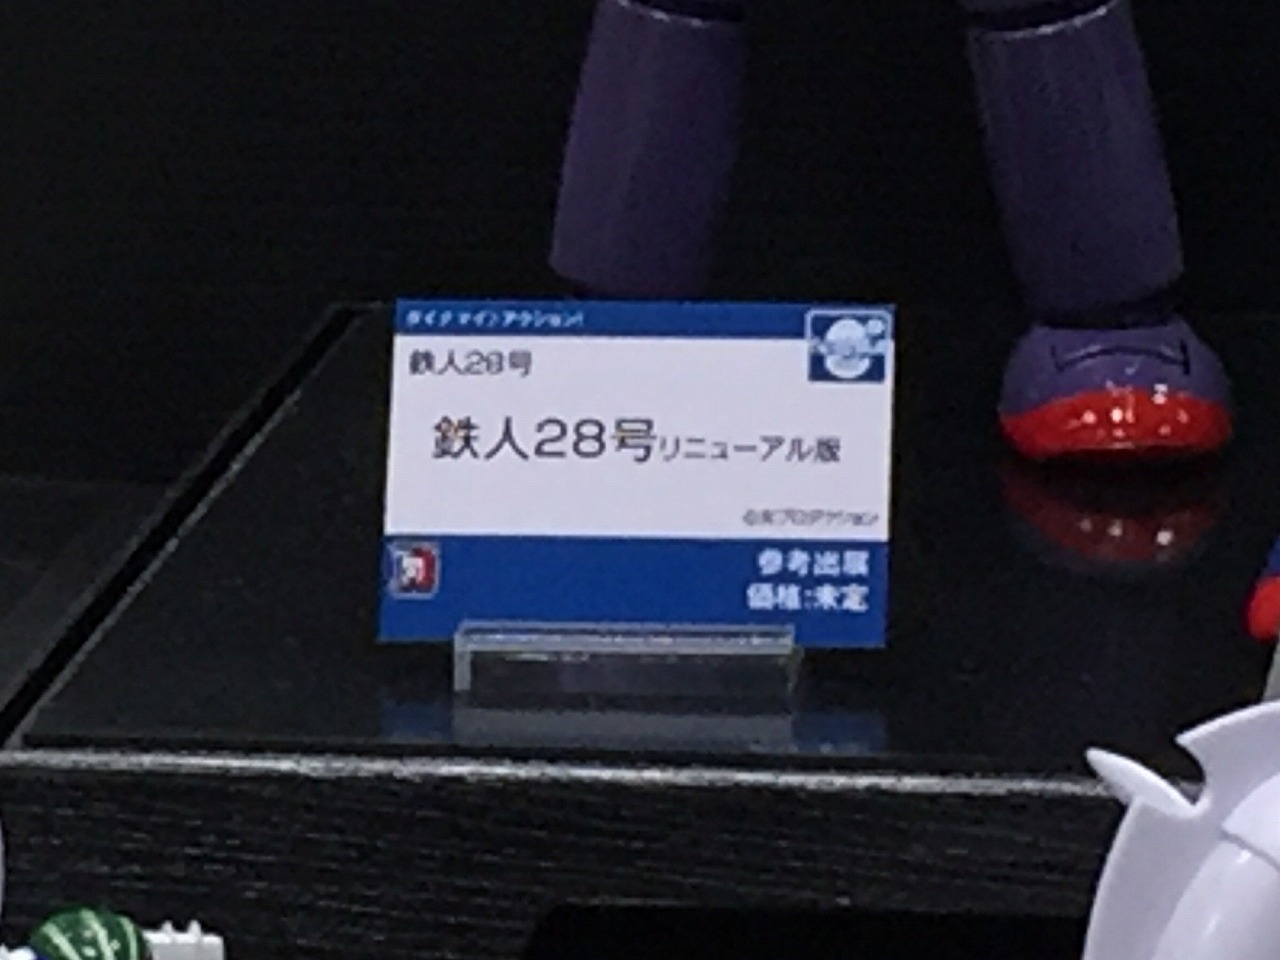 ダイナマイトアクション!
鉄人28号
鉄人28号リニューアル版
プロダクション
参考出展
価格:未定